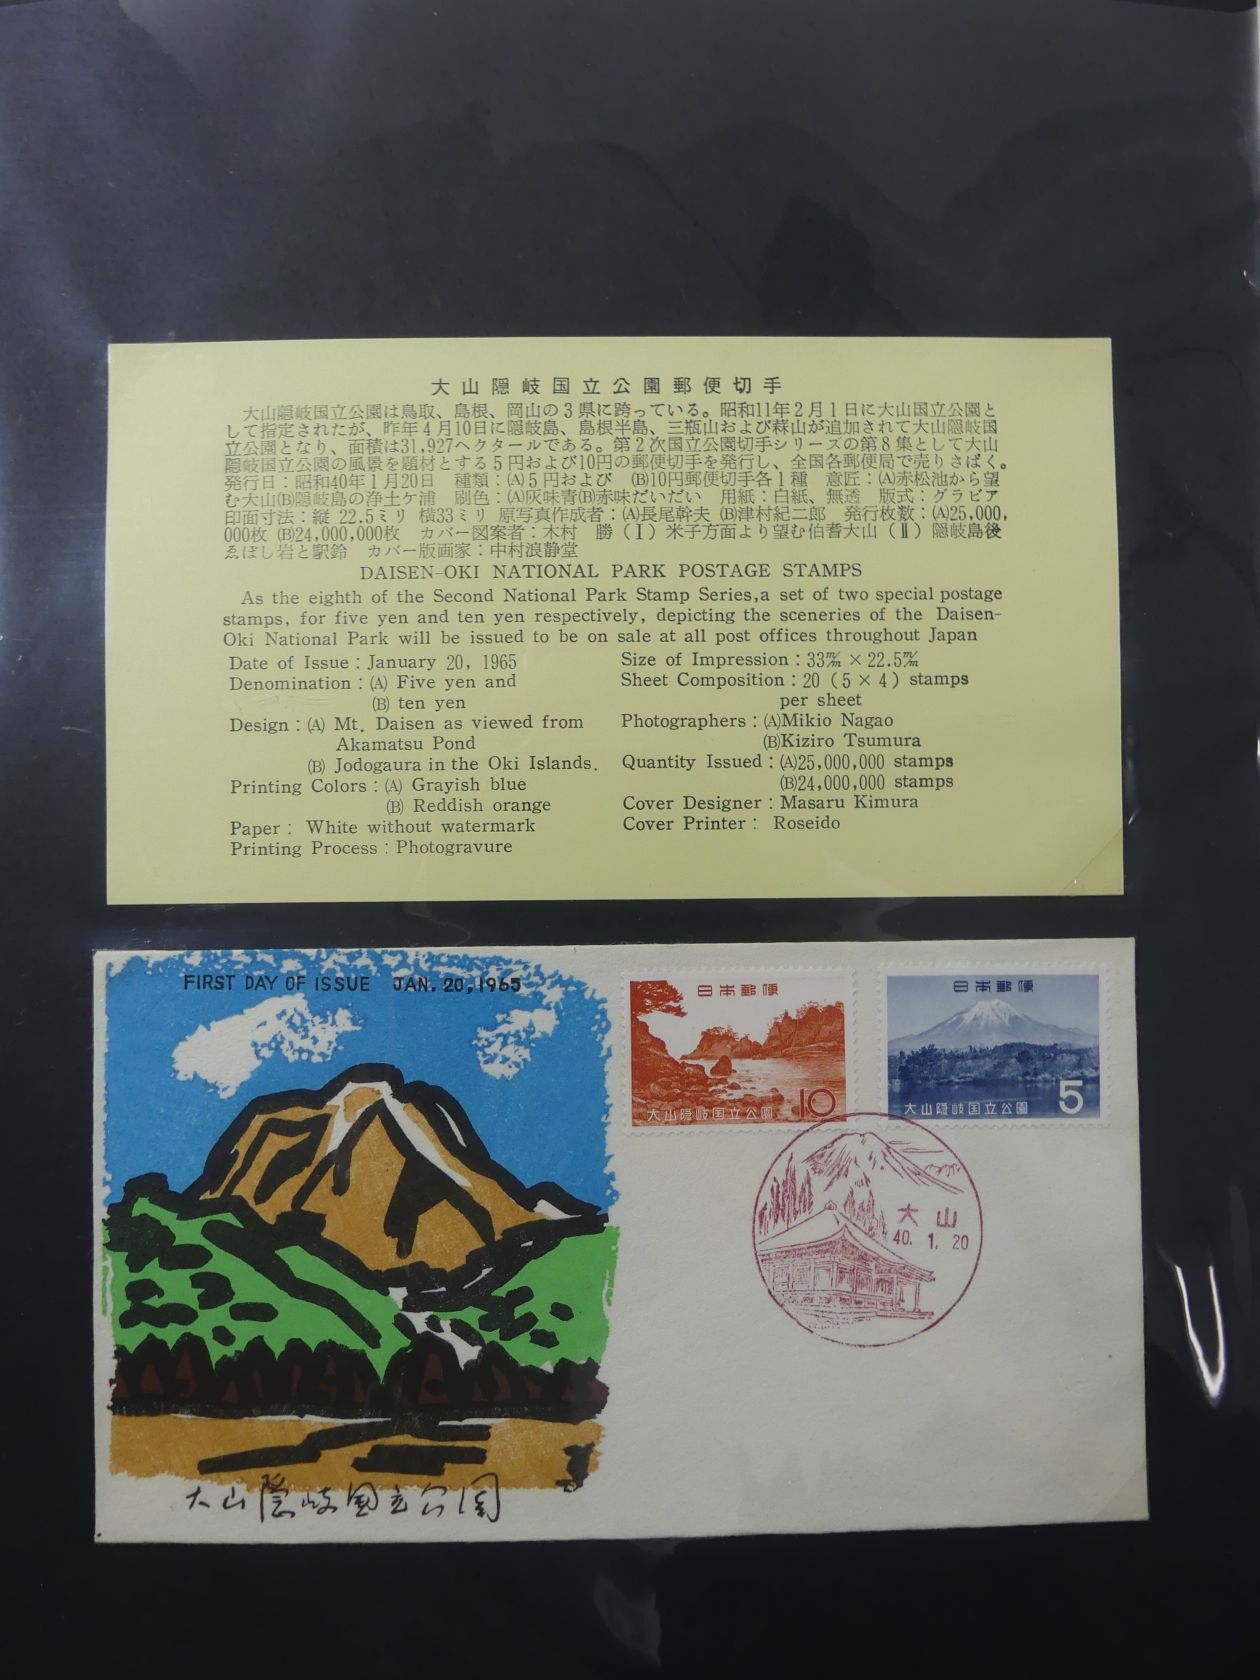 大山隠岐国立公園郵便切手
大山隠岐国立公園は鳥取、島根、岡山の3県に跨っている。昭和11年2月1日に大山国立公園と
して指定されたが、昨年4月10日に隠岐島、島根半島、三瓶山および蒜山が追加されて大山隠岐国
立公園となり、面積は31,927ヘクタールである。第2次国立公園切手シリーズの第8集として大山
隠岐国立公園の風景を題材とする5円および10円の郵便切手を発行し、全国各郵便局で売りさばく。
発行日：昭和40年1月20日 種類：(A)5円および (B)10円郵便切手各1種 意匠：(A)赤松池から望
む大山(B)隠岐島の浄土ケ浦 刷色：(A)灰味青(B)赤味だいだい 用紙：白紙、無透 版式：グラビア
印面寸法：縦 22.5ミリ 横33ミリ 原写真作成者：(A)長尾幹夫 (B)津村紀二郎 発行枚数：(A)25,000,
000枚 (B)24,000,000枚 カバー図案者：木村 勝 (Ⅰ) 米子方面より望む伯耆大山 (Ⅱ) 隠岐島後
ゑぼし岩と駅鈴 カバー版画家：中村浪静堂
DAISEN-OKI NATIONAL PARK POSTAGE STAMPS
As the eighth of the Second National Park Stamp Series,a set of two special postage
stamps, for five yen and ten yen respectively, depicting the sceneries of the Daisen-
Oki National Park will be issued to be on sale at all post offices throughout Japan
Date of Issue : January 20, 1965
Denomination : (A) Five yen and
(B) ten yen
Design : (A) Mt. Daisen as viewed from
Akamatsu Pond
(B) Jodogaura in the Oki Islands.
Printing Colors : (A) Grayish blue
(B) Reddish orange
Paper : White without watermark
Printing Process : Photogravure
Size of Impression : 33m/m × 22.5m/m
Sheet Composition : 20 (5 × 4) stamps
per sheet
Photographers : (A)Mikio Nagao
(B)Kiziro Tsumura
Quantity Issued : (A)25,000,000 stamps
(B)24,000,000 stamps
Cover Designer : Masaru Kimura
Cover Printer : Roseido
FIRST DAY OF ISSUE JAN. 20, 1965
日本郵便
大山隠岐国立公園 10
日本郵便
大山隠岐国立公園 5
大山
40. 1. 20
大山隠岐国立公園